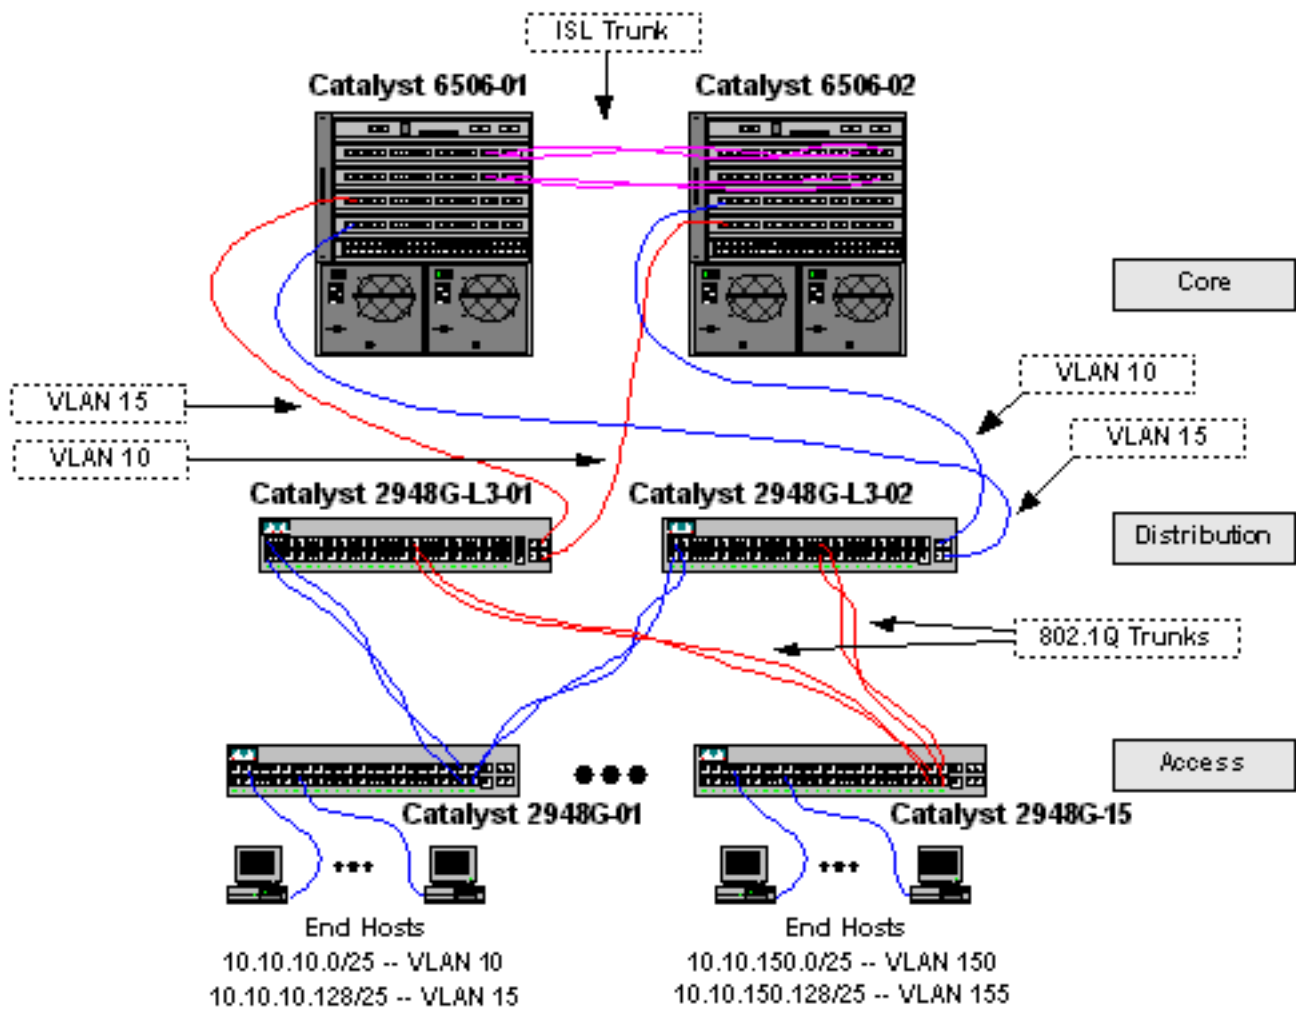 ISL Trunk
Catalyst 6506-01
Catalyst 6506-02
Core
VLAN 10
VLAN 15
VLAN 15
VLAN 10
Catalyst 2948G-L3-01
Catalyst 2948G-L3-02
Distribution
802.1Q Trunks
Access
Catalyst 2948G-01
Catalyst 2948G-15
End Hosts
10.10.10.0/25 -- VLAN 10
10.10.10.128/25 -- VLAN 15
End Hosts
10.10.150.0/25 -- VLAN 150
10.10.150.128/25 -- VLAN 155